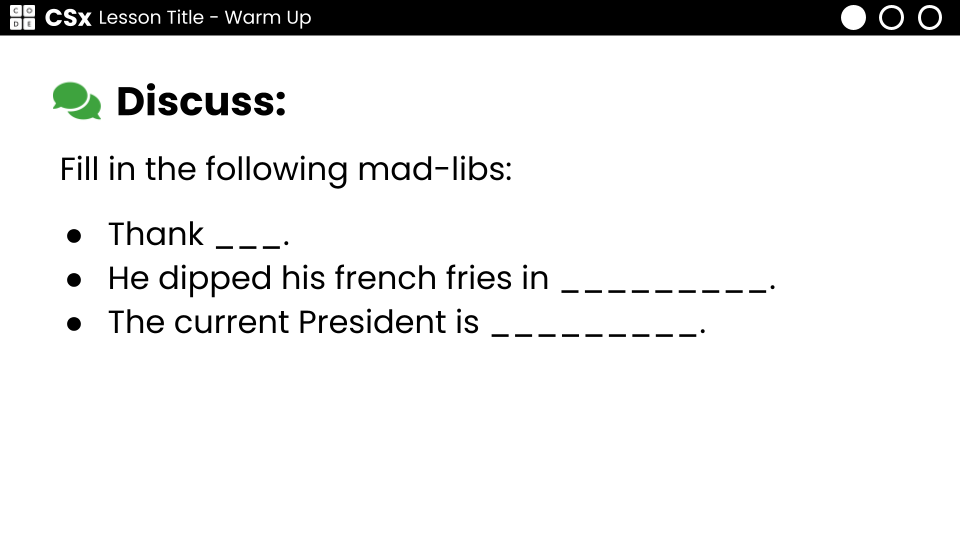 C O D E CSx Lesson Title - Warm Up
Discuss:
Fill in the following mad-libs:
● Thank ___.
● He dipped his french fries in _________.
● The current President is _________.